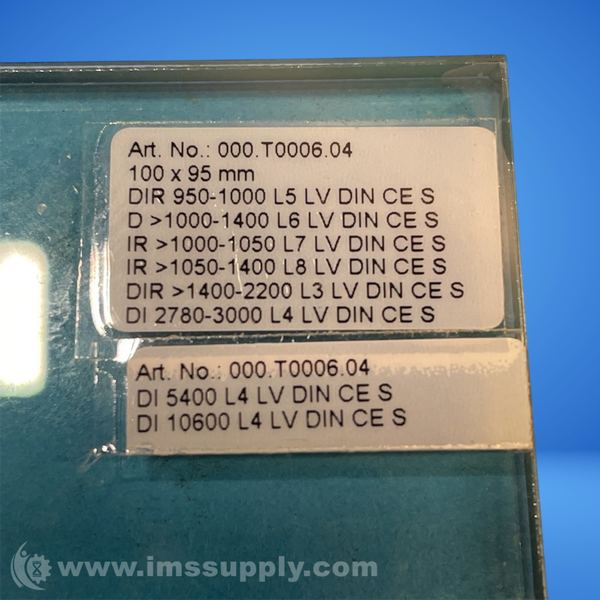 Art. No.: 000.T0006.04
100 x 95 mm
DIR 950-1000 L5 LV DIN CE S
D >1000-1400 L6 LV DIN CE S
IR >1000-1050 L7 LV DIN CE S
IR >1050-1400 L8 LV DIN CE S
DIR >1400-2200 L3 LV DIN CE S
DI 2780-3000 L4 LV DIN CE S
Art. No.: 000.T0006.04
DI 5400 L4 LV DIN CE S
DI 10600 L4 LV DIN CE S
www.imssupply.com